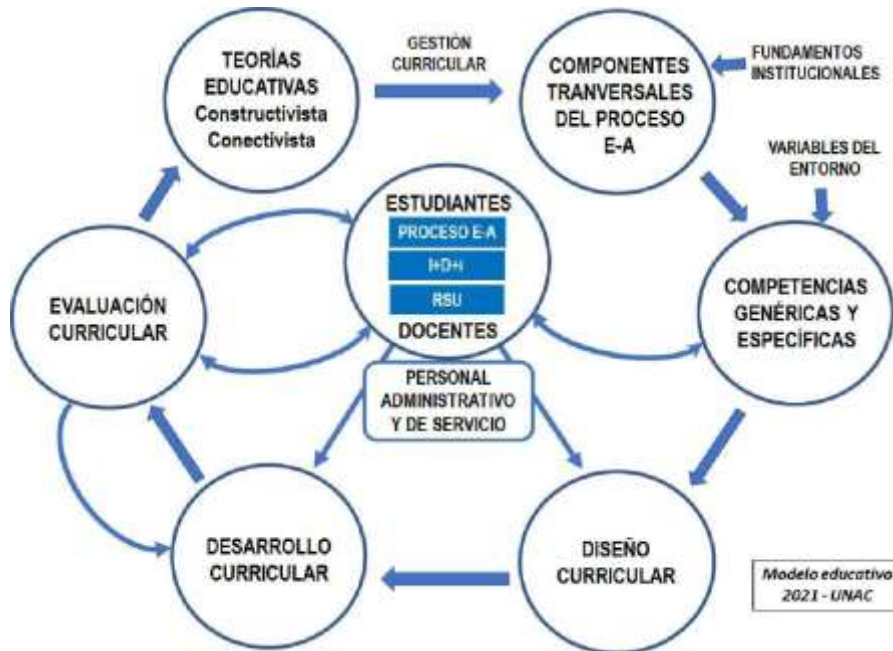 TEORÍAS
EDUCATIVAS
Constructivista
Conectivista
GESTIÓN
CURRICULAR
COMPONENTES
TRANVERSALES
DEL PROCESO
E-A
FUNDAMENTOS
INSTITUCIONALES
VARIABLES DEL
ENTORNO
ESTUDIANTES
PROCESO E-A
I+D+i
RSU
DOCENTES
PERSONAL
ADMINISTRATIVO
Y DE SERVICIO
EVALUACIÓN
CURRICULAR
COMPETENCIAS
GENÉRICAS Y
ESPECÍFICAS
DESARROLLO
CURRICULAR
DISEÑO
CURRICULAR
Modelo educativo
2021 - UNAC